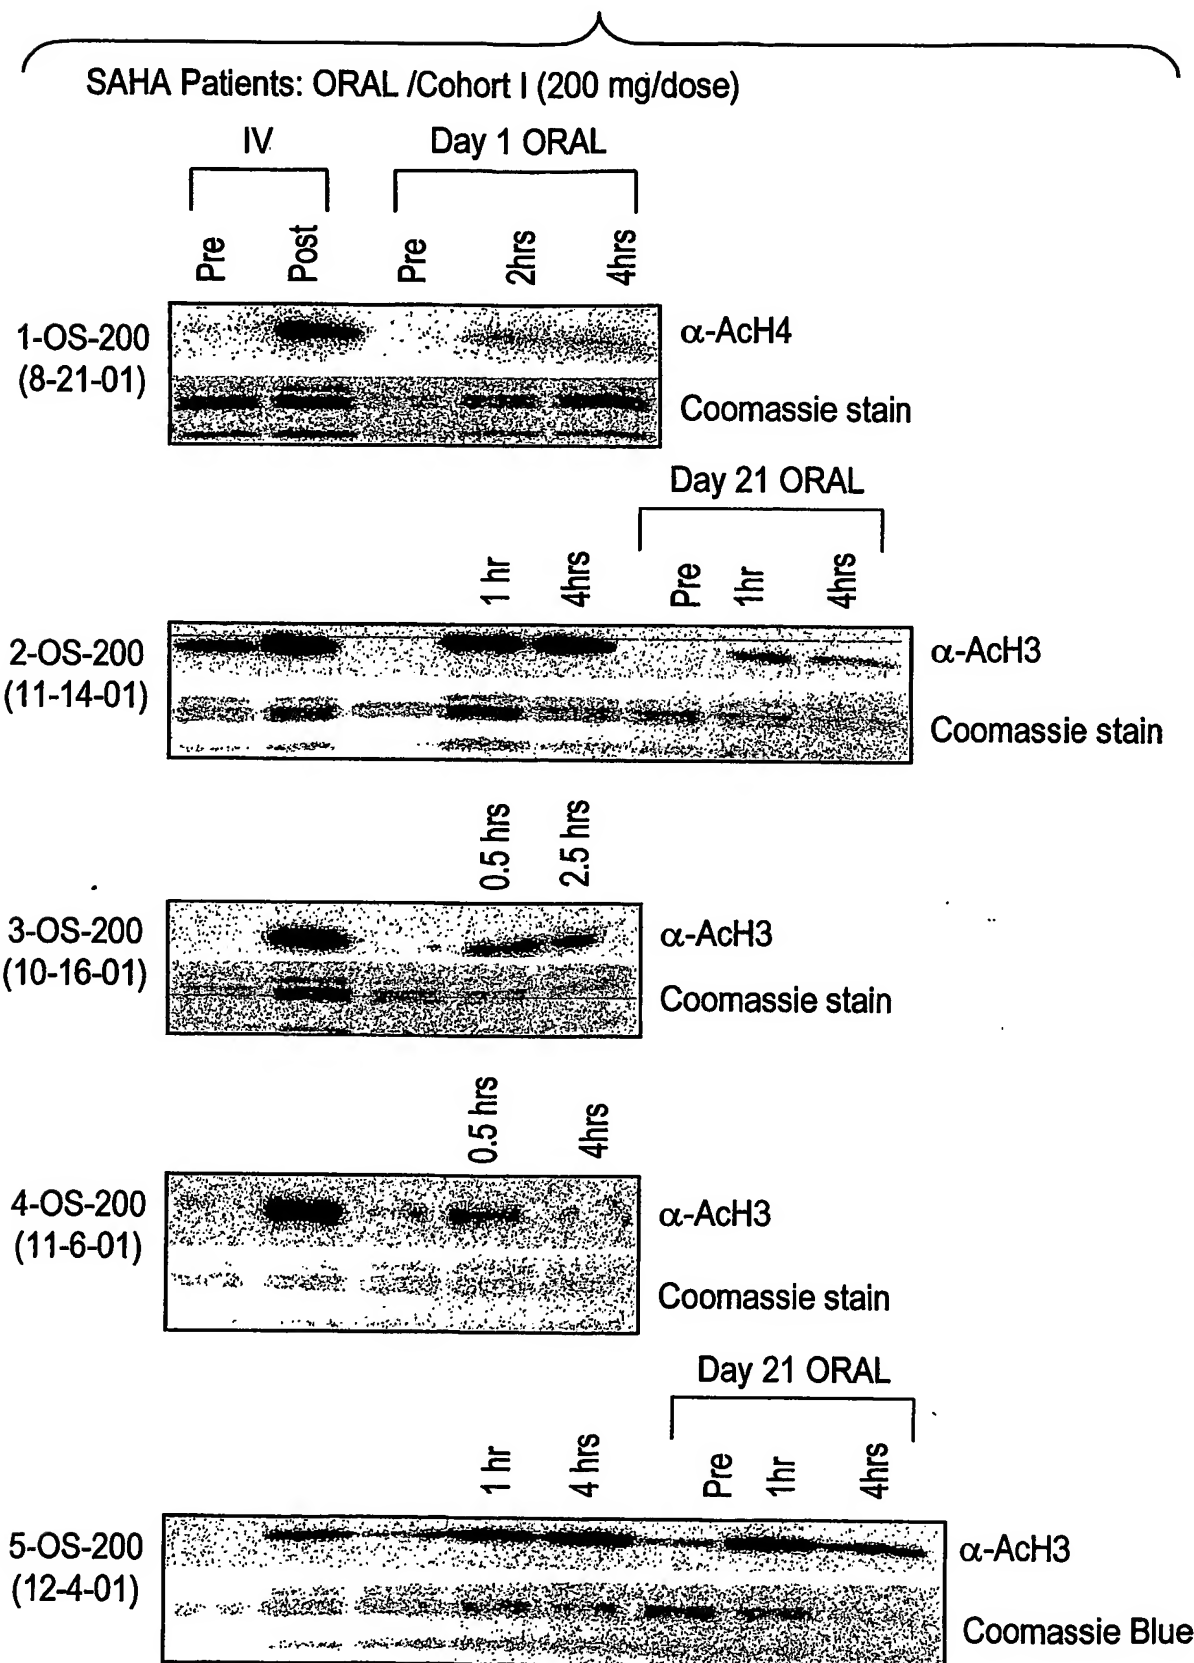 SAHA Patients: ORAL /Cohort I (200 mg/dose)
IV Day 1 ORAL
Pre Post Pre 2hrs 4hrs
1-OS-200
(8-21-01)
α-AcH4
Coomassie stain
Day 21 ORAL
1 hr 4hrs Pre 1hr 4hrs
2-OS-200
(11-14-01)
α-AcH3
Coomassie stain
0.5 hrs 2.5 hrs
3-OS-200
(10-16-01)
α-AcH3
Coomassie stain
0.5 hrs 4hrs
4-OS-200
(11-6-01)
α-AcH3
Coomassie stain
Day 21 ORAL
1 hr 4 hrs Pre 1hr 4hrs
5-OS-200
(12-4-01)
α-AcH3
Coomassie Blue